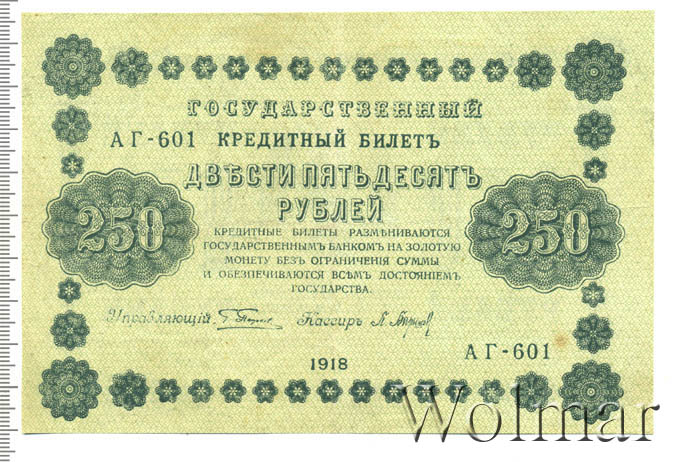 ГОСУДАРСТВЕННЫЙ
АГ-601 КРЕДИТНЫЙ БИЛЕТЪ
ДВѢСТИ ПЯТЬДЕСЯТЬ
РУБЛЕЙ
250
250
КРЕДИТНЫЕ БИЛЕТЫ РАЗМѢНИВАЮТСЯ
ГОСУДАРСТВЕННЫМЪ БАНКОМЪ НА ЗОЛОТУЮ
МОНЕТУ БЕЗЪ ОГРАНИЧЕНІЯ СУММЫ
И ОБЕЗПЕЧИВАЮТСЯ ВСѢМЪ ДОСТОЯНІЕМЪ
ГОСУДАРСТВА.
Управляющій Кассиръ
1918
АГ-601
Wolmar